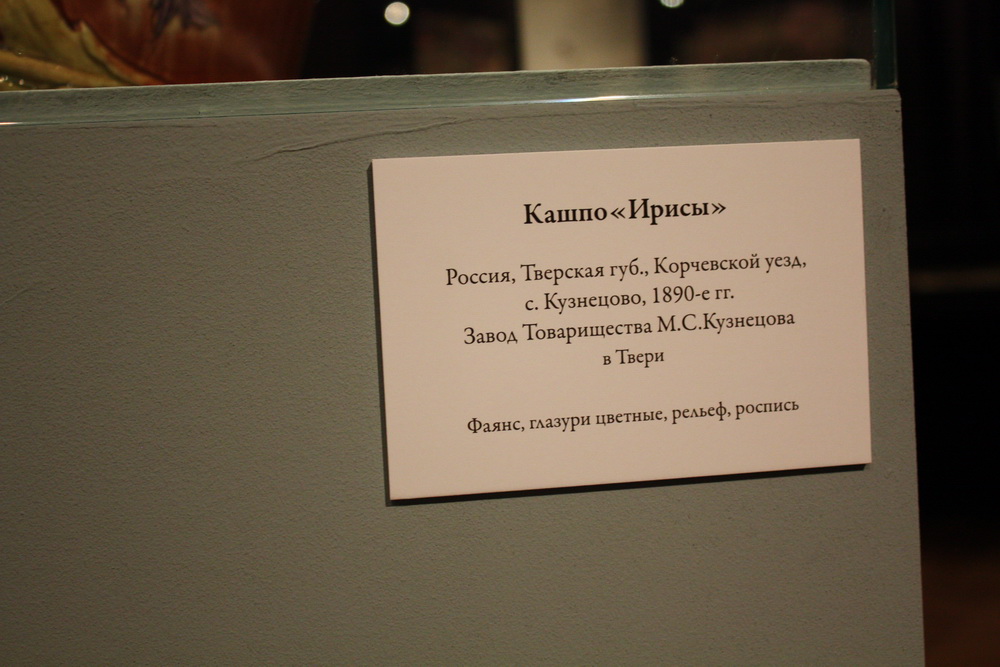 Кашпо «Ирисы»
Россия, Тверская губ., Корчевской уезд,
с. Кузнецово, 1890-е гг.
Завод Товарищества М.С.Кузнецова
в Твери
Фаянс, глазури цветные, рельеф, роспись